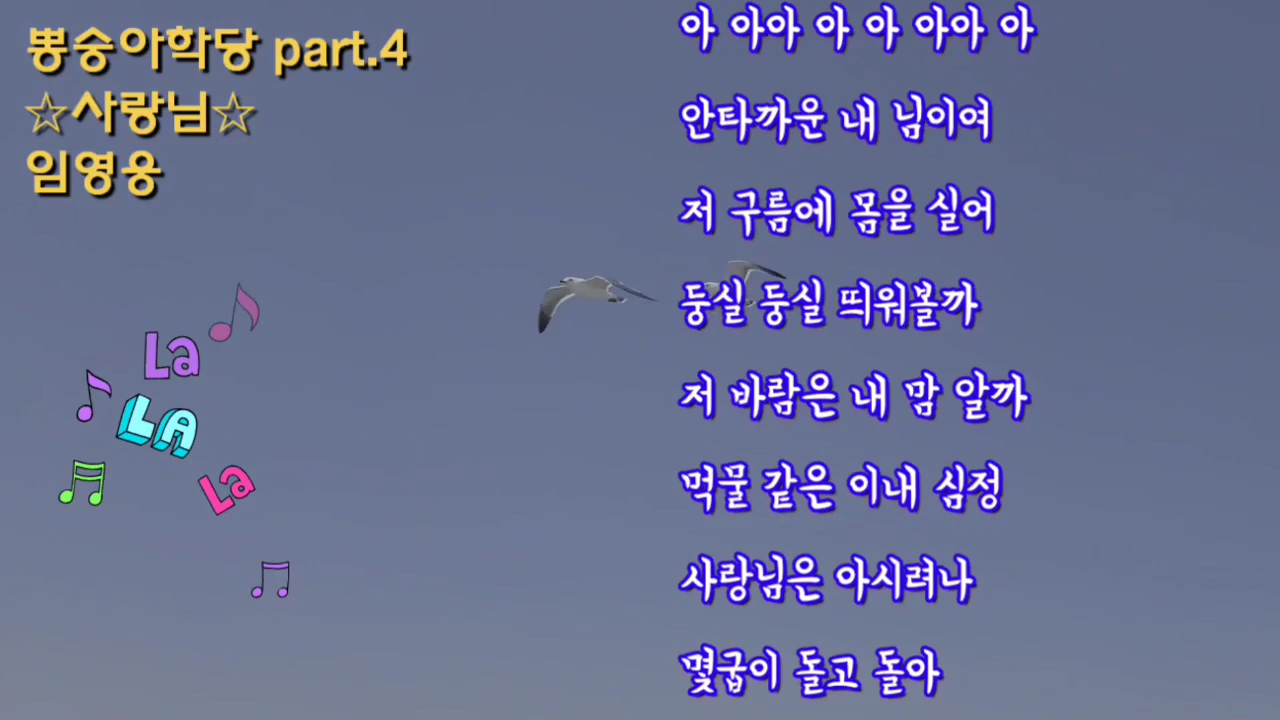 뽕숭아학당 part.4
☆사랑님☆
임영웅
아 아아 아 아 아아 아
안타까운 내 님이여
저 구름에 몸을 실어
둥실 둥실 띄워볼까
저 바람은 내 맘 알까
먹물 같은 이내 심정
사랑님은 아시려나
몇굽이 돌고 돌아
La
LA
La